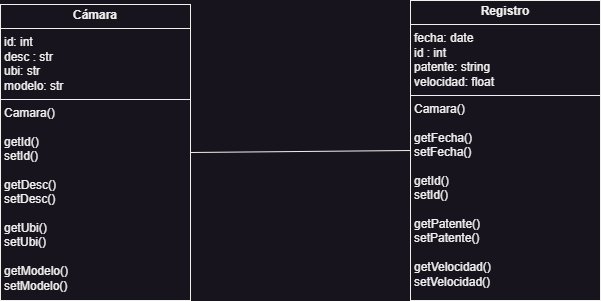 Cámara
id: int
desc : str
ubi: str
modelo: str
Camara()
getId()
setId()
getDesc()
setDesc()
getUbi()
setUbi()
getModelo()
setModelo()
Registro
fecha: date
id : int
patente: string
velocidad: float
Camara()
getFecha()
setFecha()
getId()
setId()
getPatente()
setPatente()
getVelocidad()
setVelocidad()